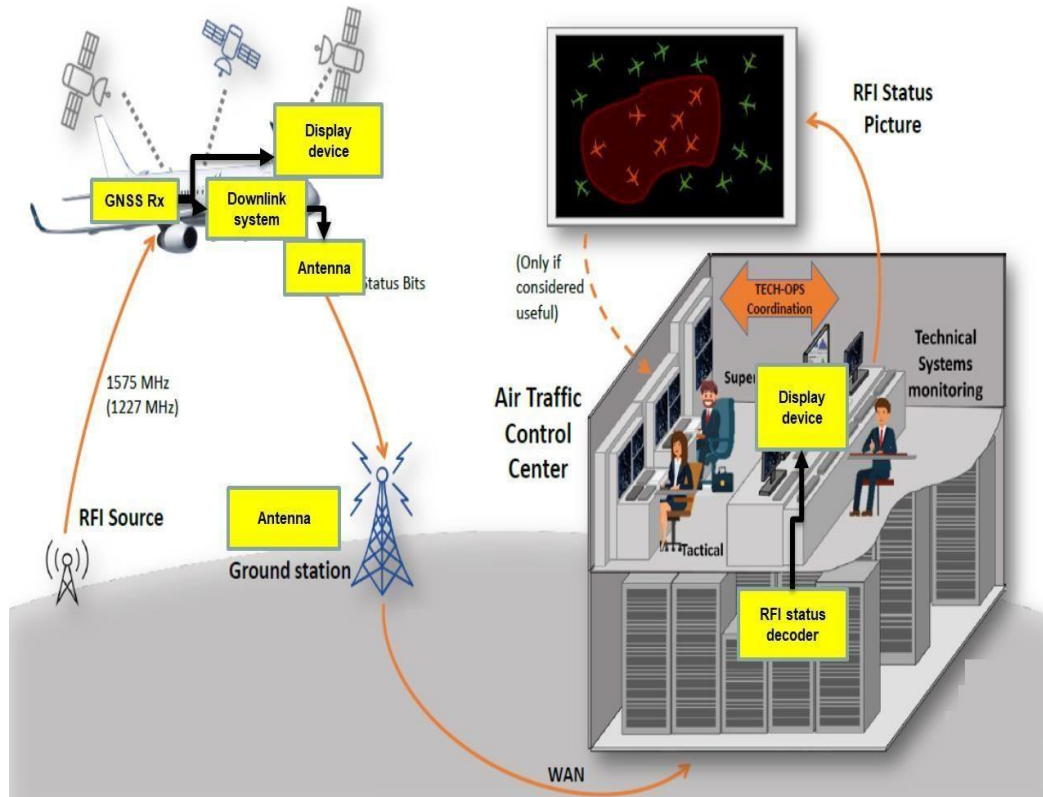 Display
device
GNSS Rx
Downlink
system
Antenna
Status Bits
1575 MHz
(1227 MHz)
RFI Source
Antenna
Ground station
WAN
RFI Status
Picture
(Only if
considered
useful)
TECH-OPS
Coordination
Technical
Systems
monitoring
Air Traffic
Control
Center
Display
device
Tactical
RFI status
decoder